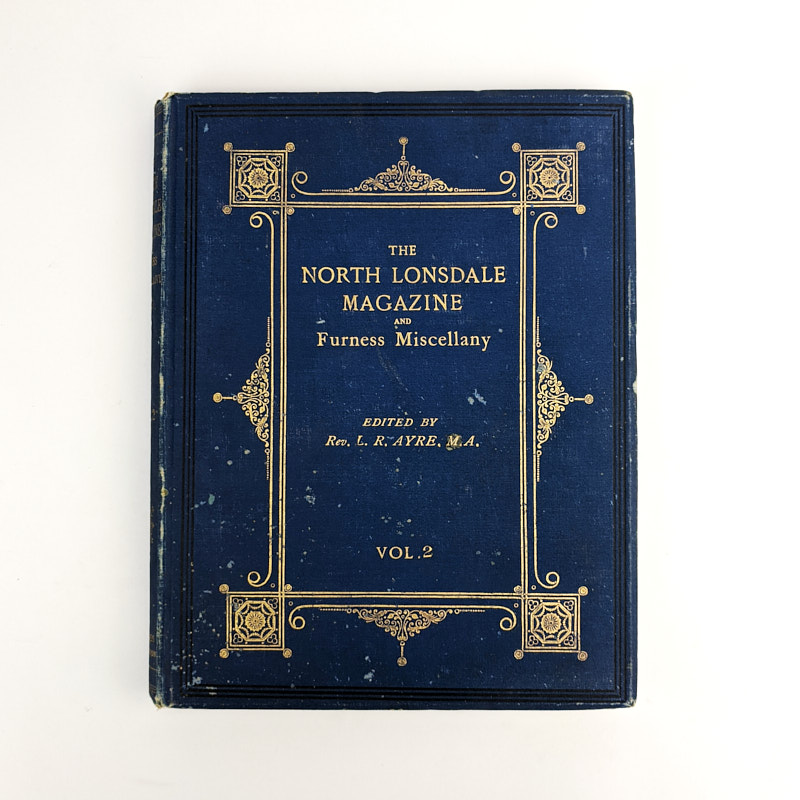 THE
NORTH LONSDALE
MAGAZINE
AND
Furness Miscellany
EDITED BY
Rev. L. R. AYRE, M.A.
VOL. 2